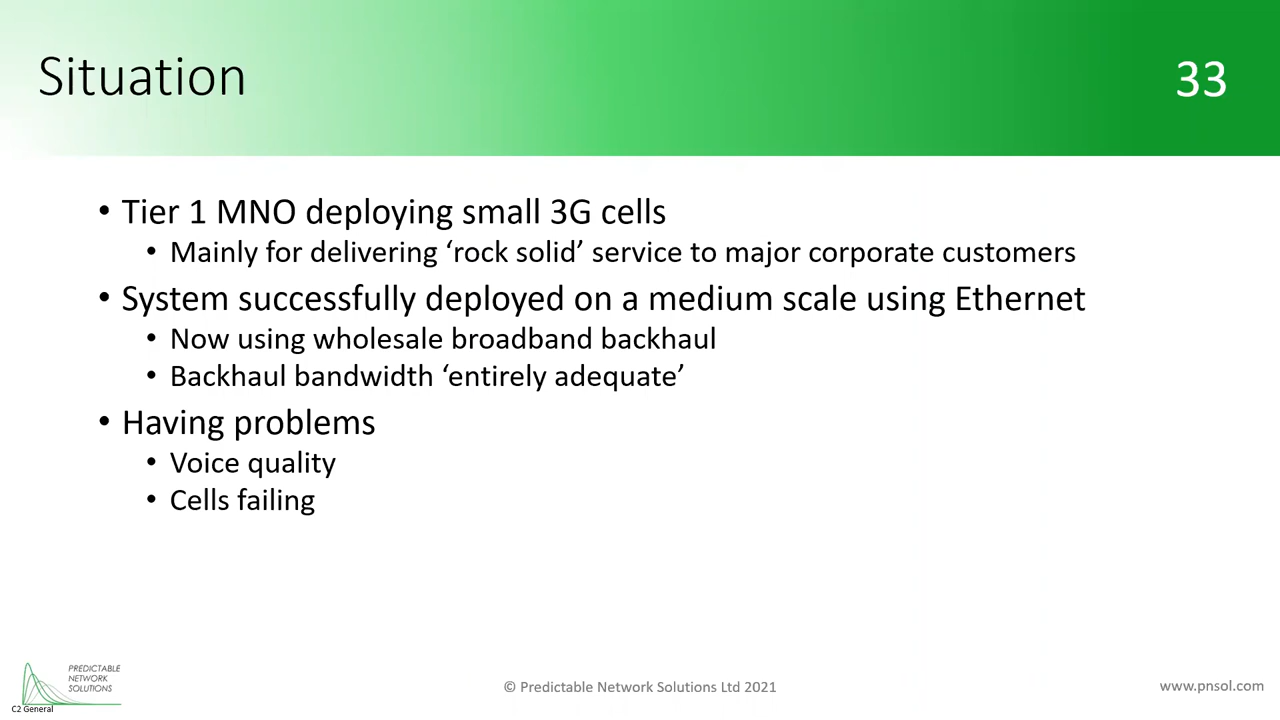 Situation
33
• Tier 1 MNO deploying small 3G cells
• Mainly for delivering ‘rock solid’ service to major corporate customers
• System successfully deployed on a medium scale using Ethernet
• Now using wholesale broadband backhaul
• Backhaul bandwidth ‘entirely adequate’
• Having problems
• Voice quality
• Cells failing
PREDICTABLE
NETWORK
SOLUTIONS
C2 General
© Predictable Network Solutions Ltd 2021
www.pnsol.com